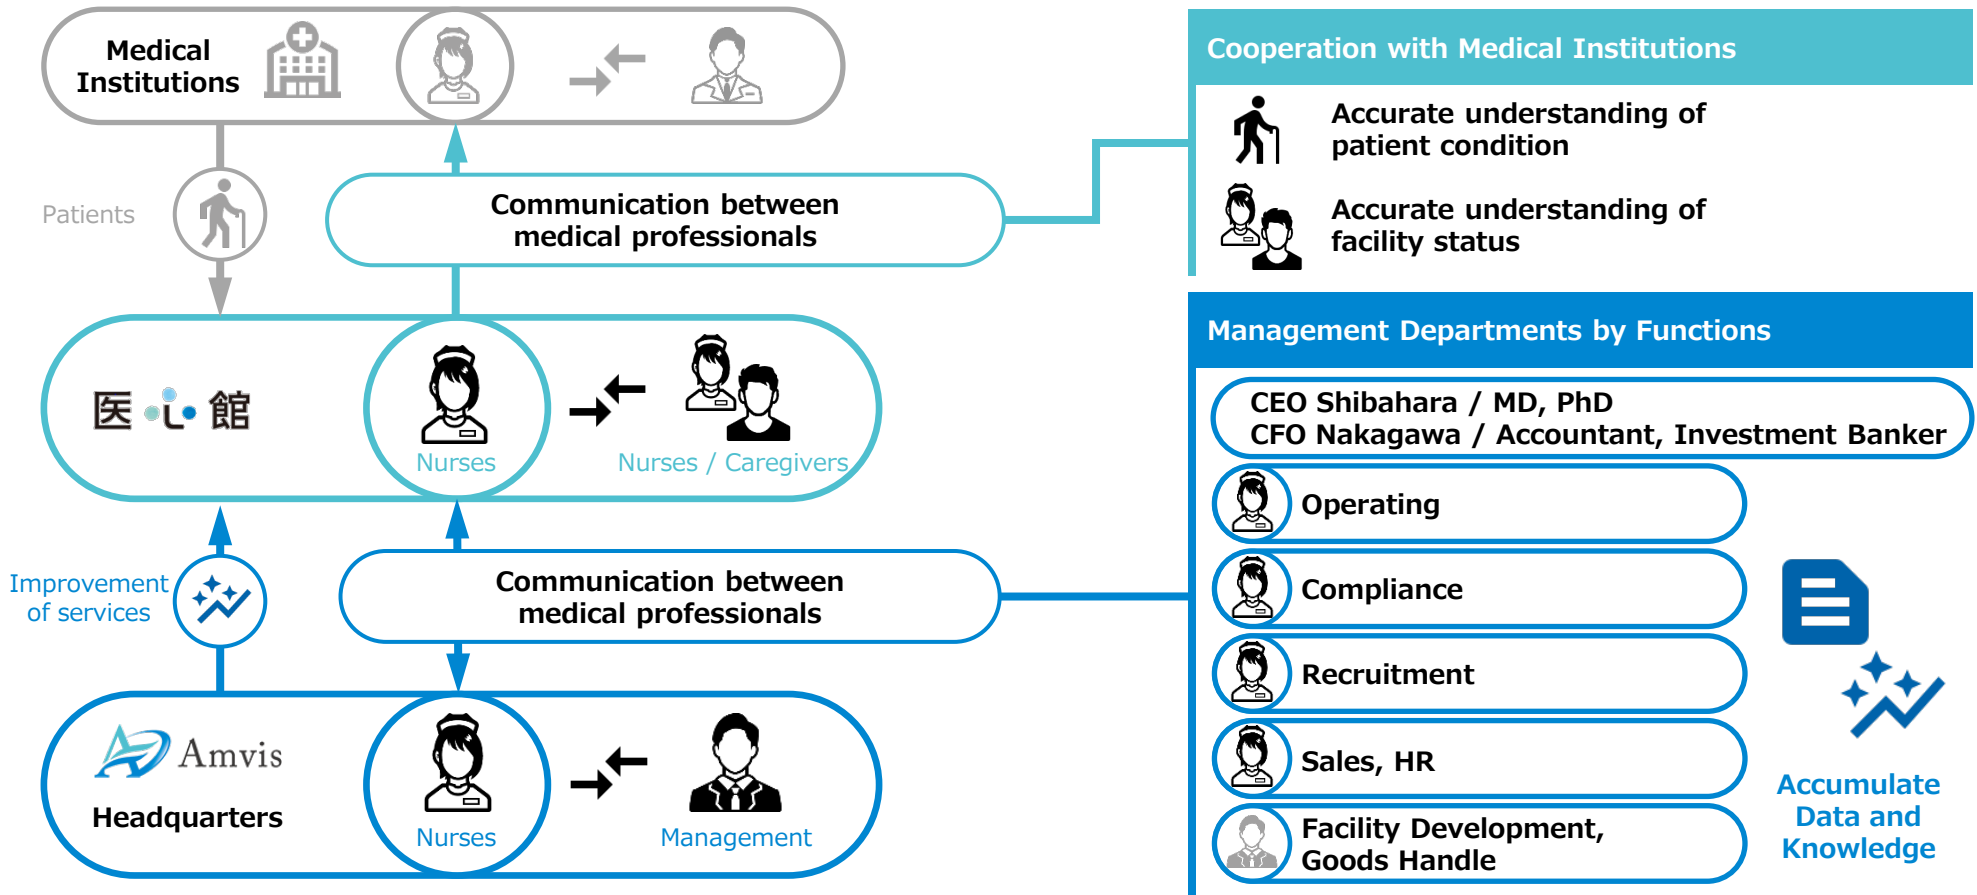 Medical
Institutions
Patients
Communication between
medical professionals
医心館
Nurses
Nurses / Caregivers
Improvement
of services
Communication between
medical professionals
Amvis
Headquarters
Nurses
Management
Cooperation with Medical Institutions
Accurate understanding of
patient condition
Accurate understanding of
facility status
Management Departments by Functions
CEO Shibahara / MD, PhD
CFO Nakagawa / Accountant, Investment Banker
Operating
Compliance
Recruitment
Sales, HR
Facility Development,
Goods Handle
Accumulate
Data and
Knowledge